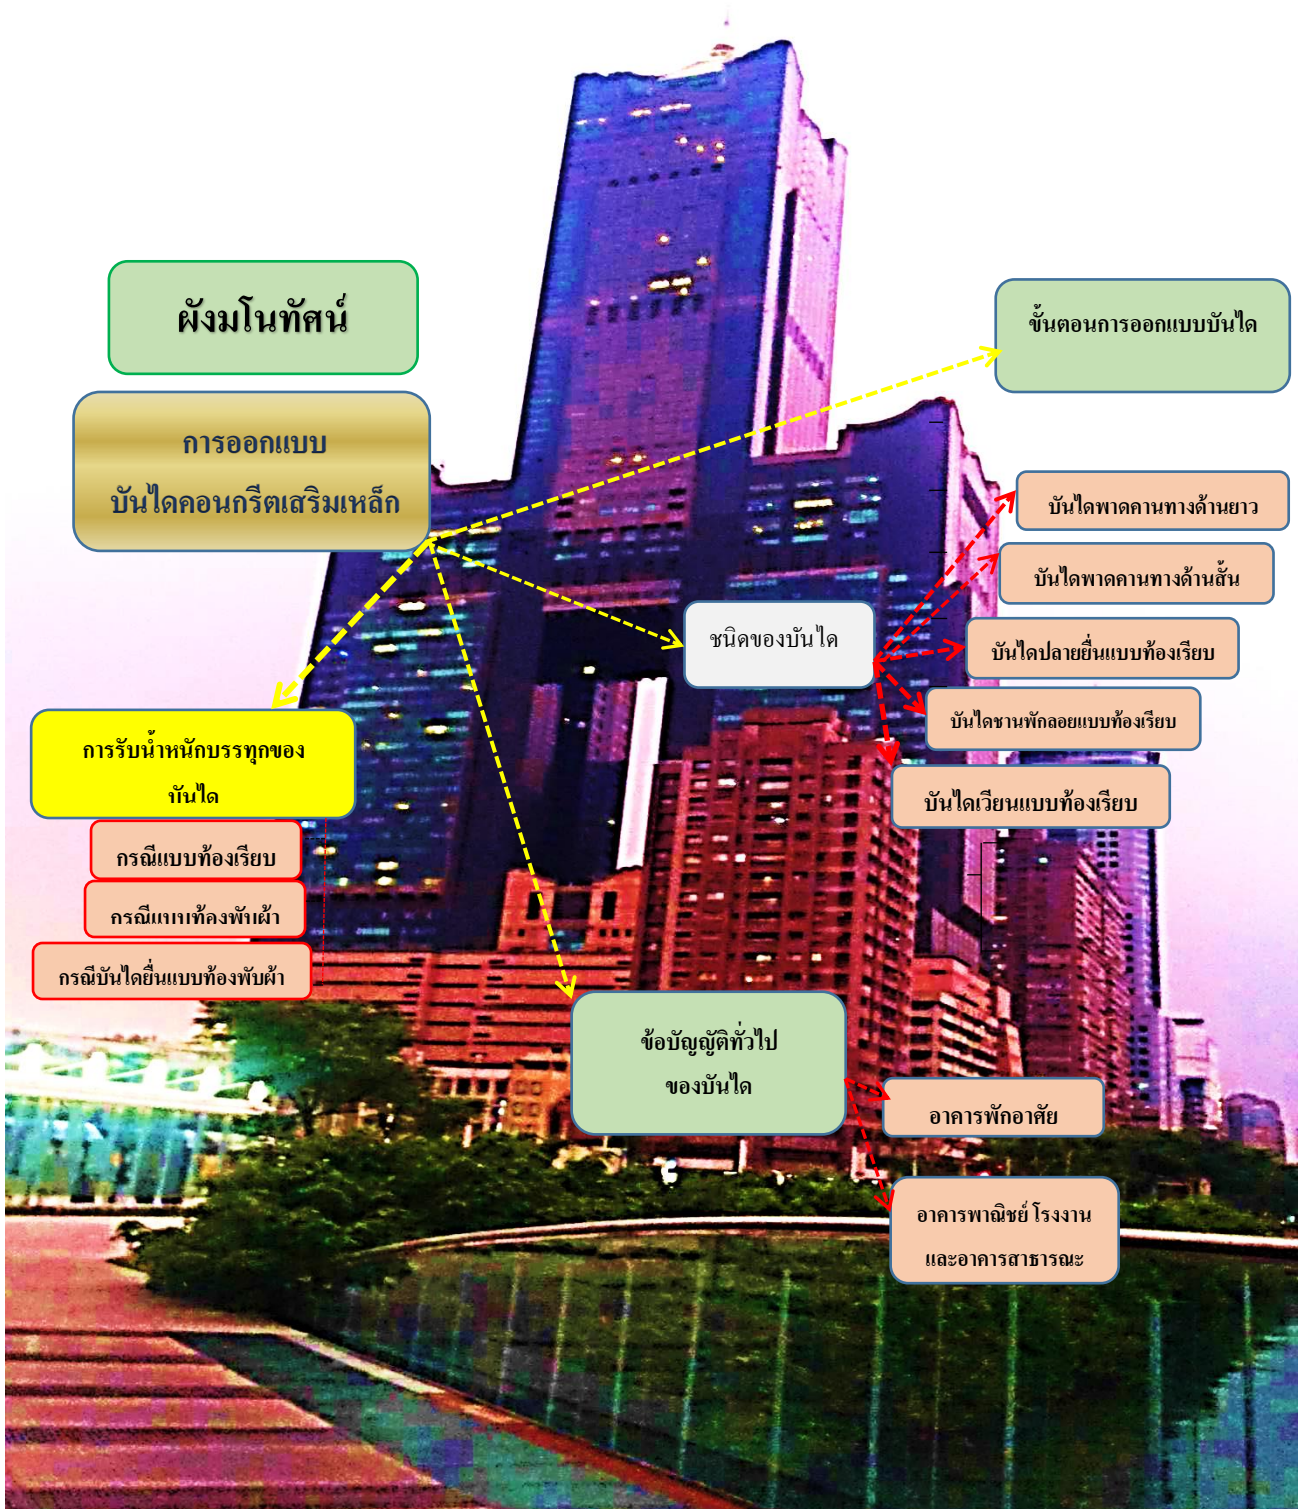 ผังมโนทัศน์
การออกแบบ
บันไดคอนกรีตเสริมเหล็ก
ขั้นตอนการออกแบบบันได
บันไดพาดคานทางด้านยาว
บันไดพาดคานทางด้านสั้น
ชนิดของบันได
บันไดปลายยื่นแบบท้องเรียบ
บันไดชานพักลอยแบบท้องเรียบ
บันไดเวียนแบบท้องเรียบ
การรับน้ำหนักบรรทุกของ
บันได
กรณีแบบท้องเรียบ
กรณีแบบท้องพับผ้า
กรณีบันไดยื่นแบบท้องพับผ้า
ข้อบัญญัติทั่วไป
ของบันได
อาคารพักอาศัย
อาคารพาณิชย์ โรงงาน
และอาคารสาธารณะ